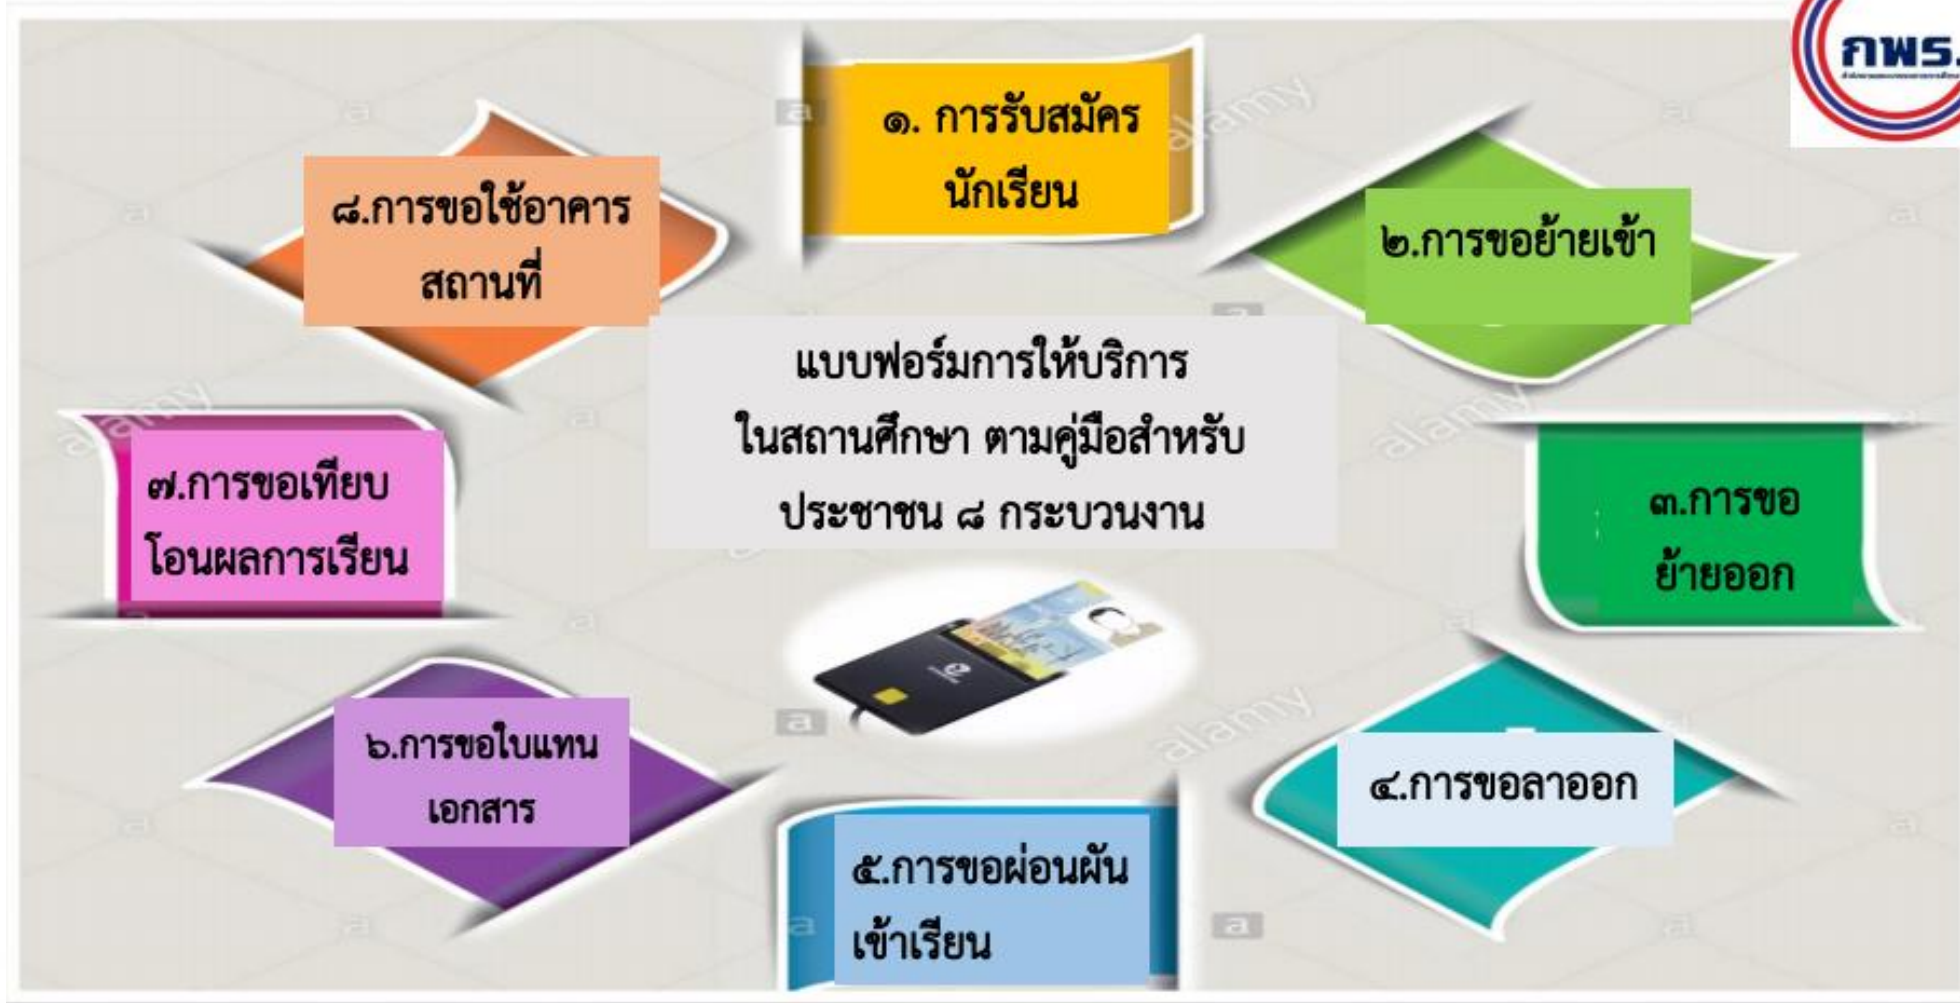 กพร.
๑. การรับสมัคร
นักเรียน
๒.การขอย้ายเข้า
๓.การขอ
ย้ายออก
๔.การขอลาออก
๕.การขอผ่อนผัน
เข้าเรียน
๖.การขอใบแทน
เอกสาร
๗.การขอเทียบ
โอนผลการเรียน
๘.การขอใช้อาคาร
สถานที่
แบบฟอร์มการให้บริการ
ในสถานศึกษา ตามคู่มือสำหรับ
ประชาชน ๘ กระบวนงาน
alamy
alamy
alamy
alamy